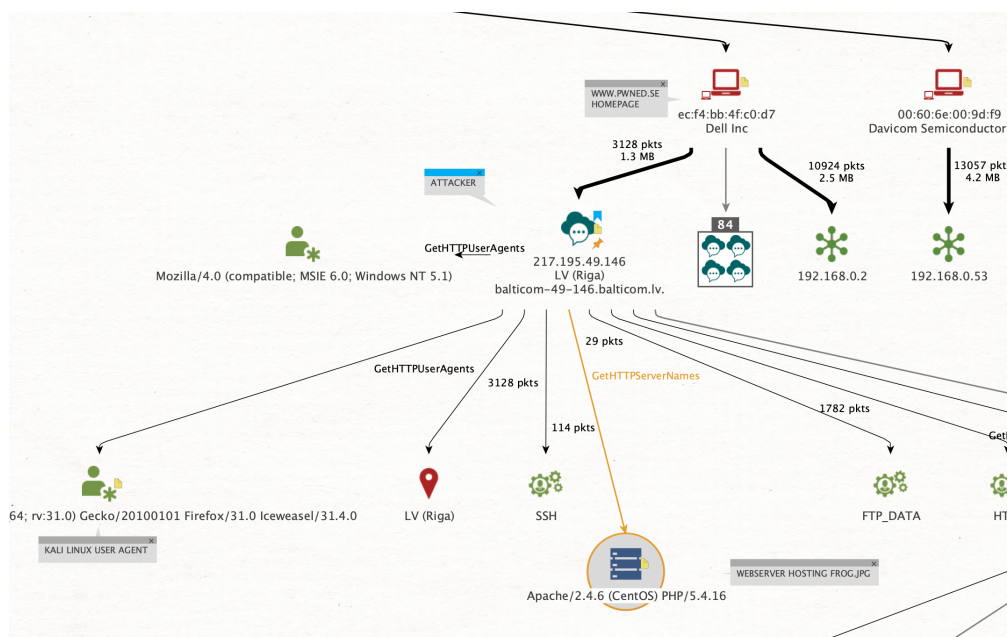 WWW.PWNED.SE
HOMEPAGE
ec:f4:bb:4f:c0:d7
Dell Inc
00:60:6e:00:9d:f9
Davicom Semiconductor
3128 pkts
1.3 MB
10924 pkts
2.5 MB
13057 pkts
4.2 MB
ATTACKER
84
GetHTTPUserAgents
Mozilla/4.0 (compatible; MSIE 6.0; Windows NT 5.1)
217.195.49.146
LV (Riga)
balticom-49-146.balticom.lv.
192.168.0.2
192.168.0.53
29 pkts
GetHTTPUserAgents
GetHTTPServerNames
3128 pkts
1782 pkts
114 pkts
64; rv:31.0) Gecko/20100101 Firefox/31.0 Iceweasel/31.4.0
LV (Riga)
SSH
FTP_DATA
KALI LINUX USER AGENT
WEBSERVER HOSTING FROG.JPG
Apache/2.4.6 (CentOS) PHP/5.4.16